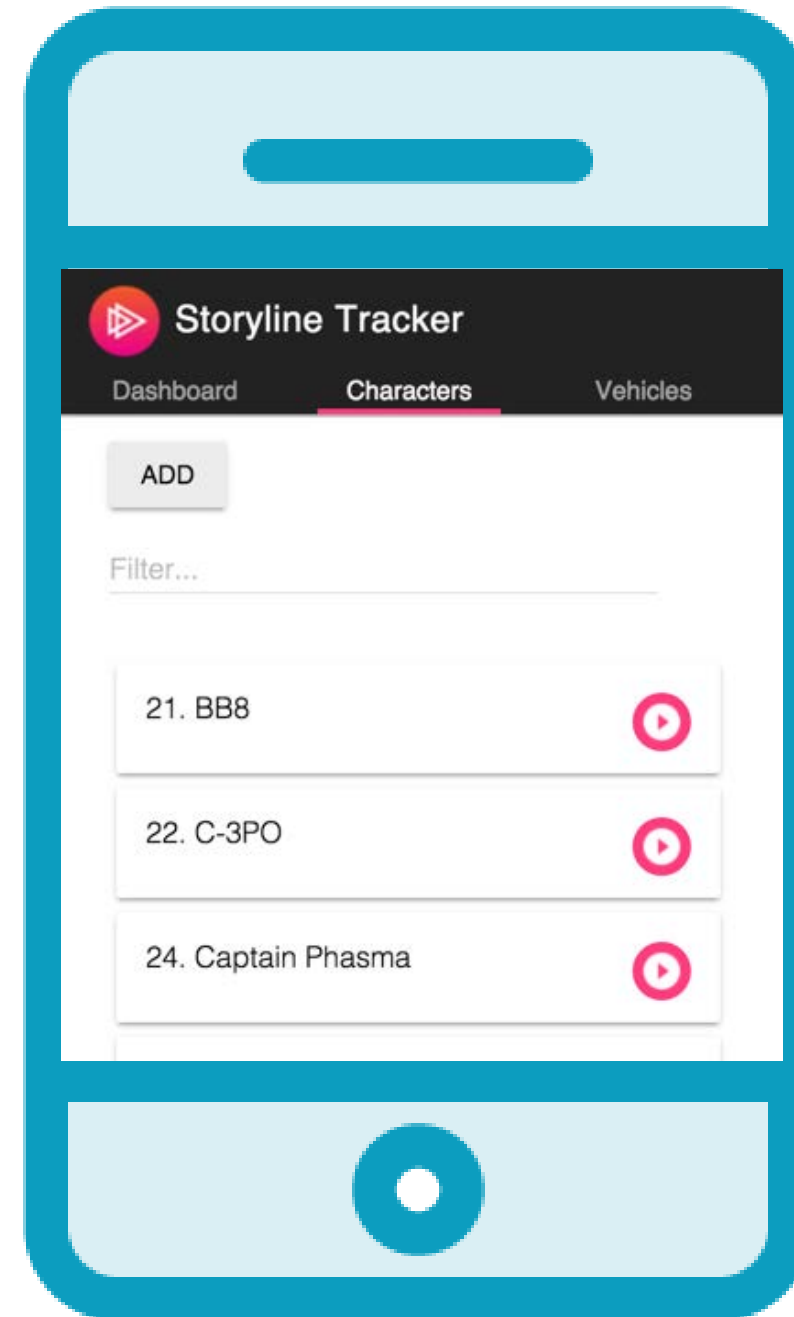 Storyline Tracker
Dashboard Characters Vehicles
ADD
Filter...
21. BB8
22. C-3PO
24. Captain Phasma